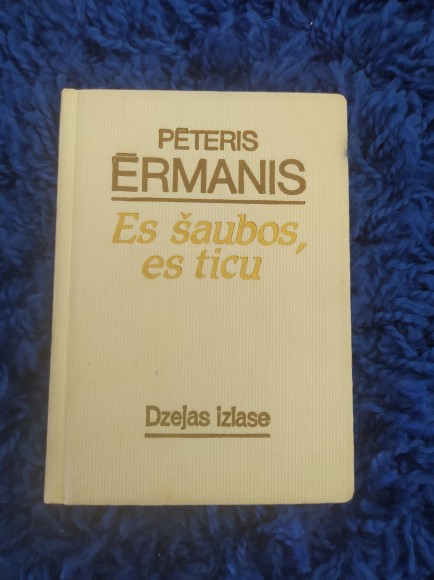 PĒTERIS
ĒRMANIS
Es šaubos,
es ticu
Dzejas izlase